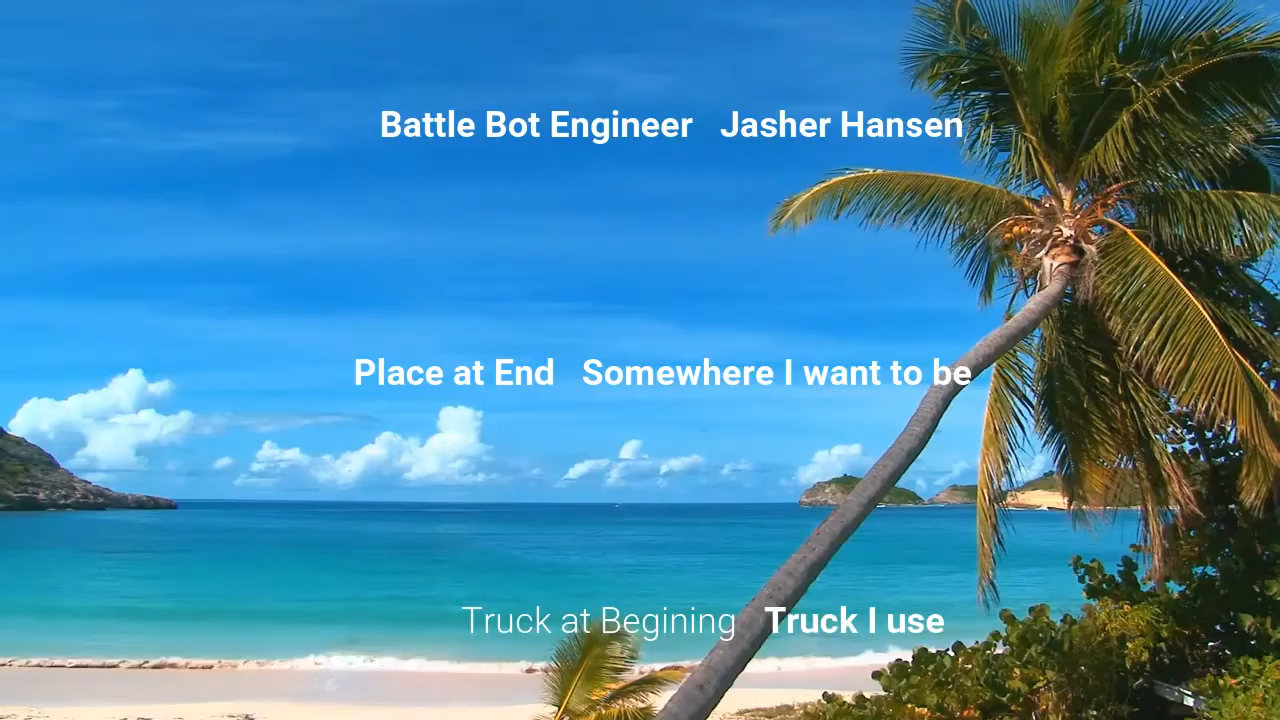 Battle Bot Engineer Jasher Hansen
Place at End Somewhere I want to be
Truck at Begining Truck I use